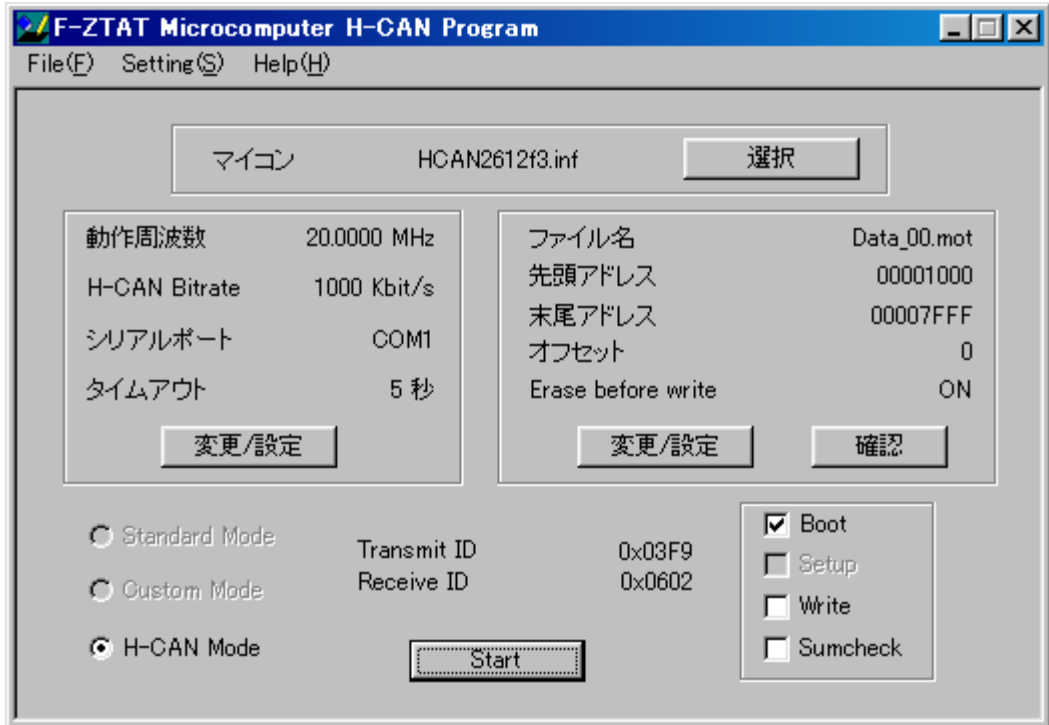 F-ZTAT Microcomputer H-CAN Program
File(F) Setting(S) Help(H)
マイコン HCAN2612f3.inf 選択
動作周波数 20.0000 MHz
H-CAN Bitrate 1000 Kbit/s
シリアルポート COM1
タイムアウト 5 秒
変更/設定
ファイル名 Data_00.mot
先頭アドレス 00001000
末尾アドレス 00007FFF
オフセット 0
Erase before write ON
変更/設定 確認
Standard Mode
Custom Mode
H-CAN Mode
Transmit ID 0x03F9
Receive ID 0x0602
Start
Boot
Setup
Write
Sumcheck